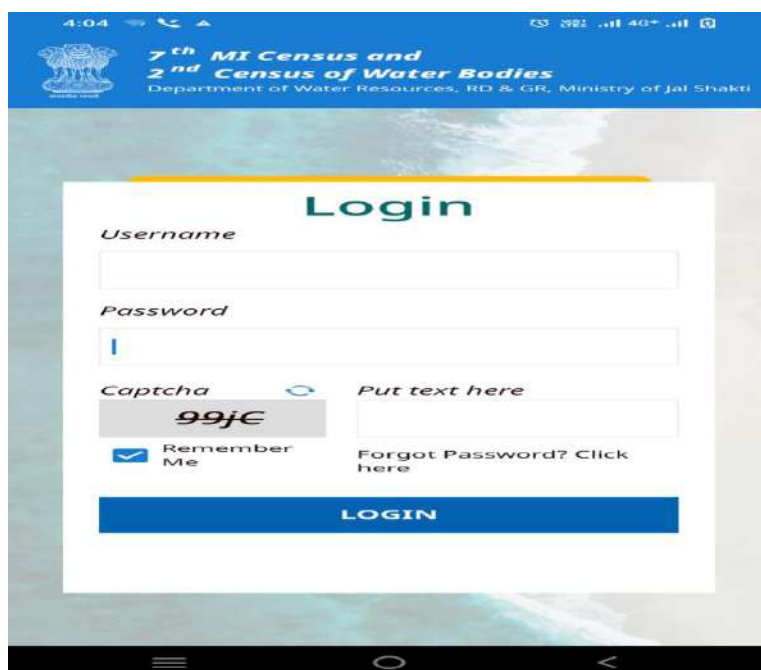 4:04 4G+
7th MI Census and
2nd Census of Water Bodies
Department of Water Resources, RD & GR, Ministry of Jal Shakti
Login
Username
Password
Captcha Put text here
99jC
Remember Me
Forgot Password? Click here
LOGIN